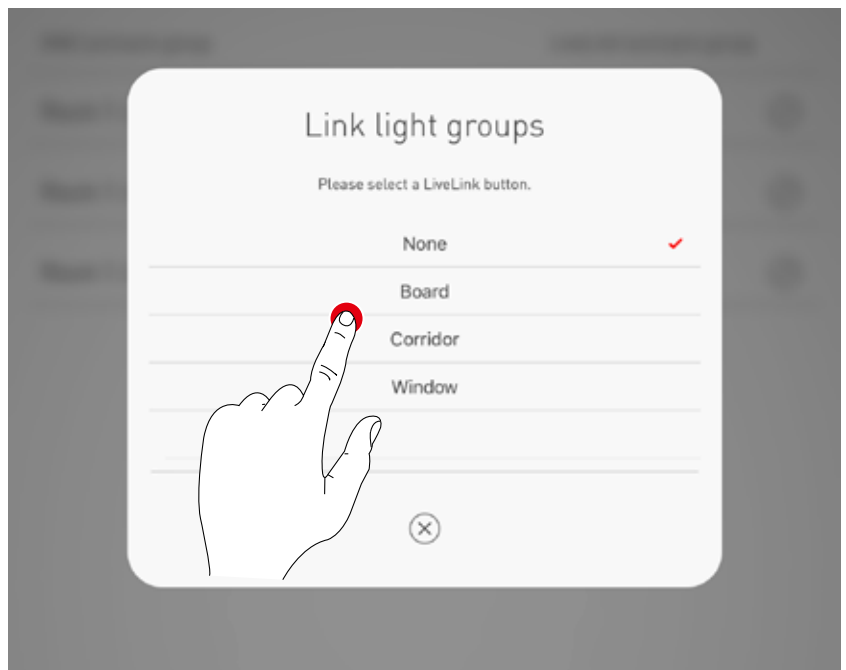 Link light groups
Please select a LiveLink button.
None
Board
Corridor
Window